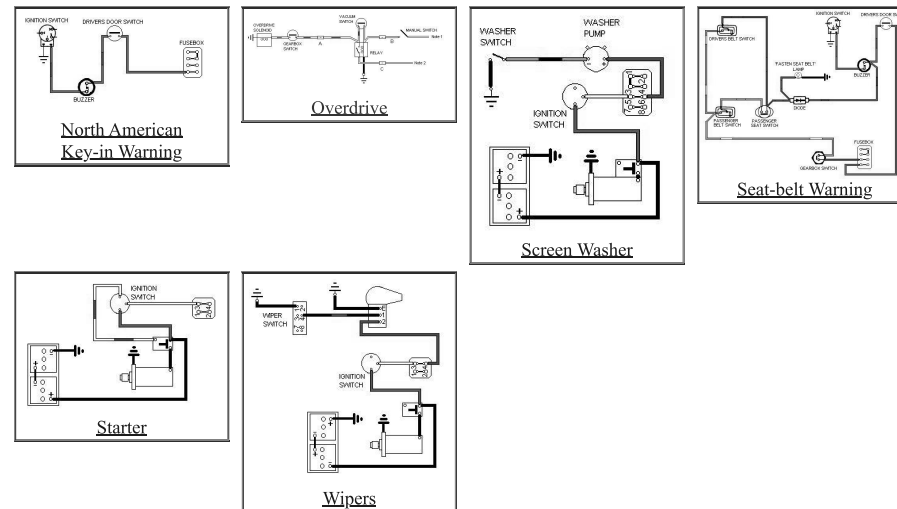 IGNITION SWITCH
DRIVERS DOOR SWITCH
FUSEBOX
BUZZER
North American
Key-in Warning
OVERDRIVE
SOLENOID
GEARBOX
SWITCH
A
VACUUM
SWITCH
RELAY
B
C
MANUAL SWITCH
Note 1
Note 2
Overdrive
WASHER
SWITCH
WASHER
PUMP
IGNITION
SWITCH
Screen Washer
IGNITION SWITCH
DRIVERS DOOR SW
DRIVERS BELT SWITCH
'FASTEN SEAT BELT'
LAMP
BUZZER
DIODE
PASSENGER
BELT SWITCH
PASSENGER
SEAT SWITCH
FUSEBOX
GEARBOX SWITCH
Seat-belt Warning
IGNITION
SWITCH
Starter
WIPER
SWITCH
IGNITION
SWITCH
Wipers